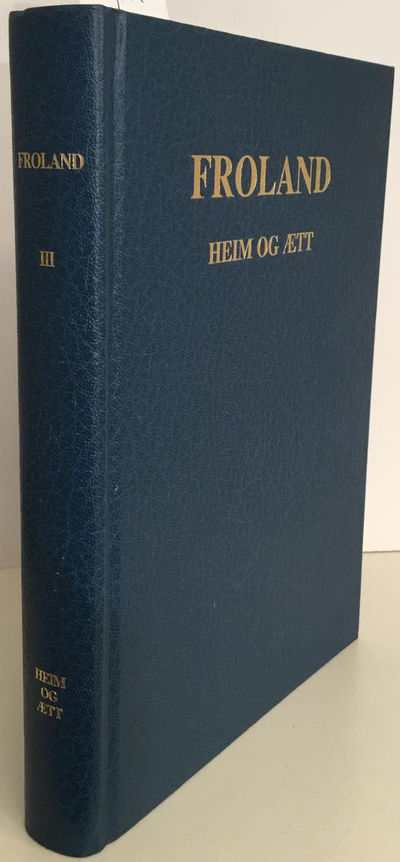 FROLAND
III
HEIM
OG
ÆTT
FROLAND
HEIM OG ÆTT